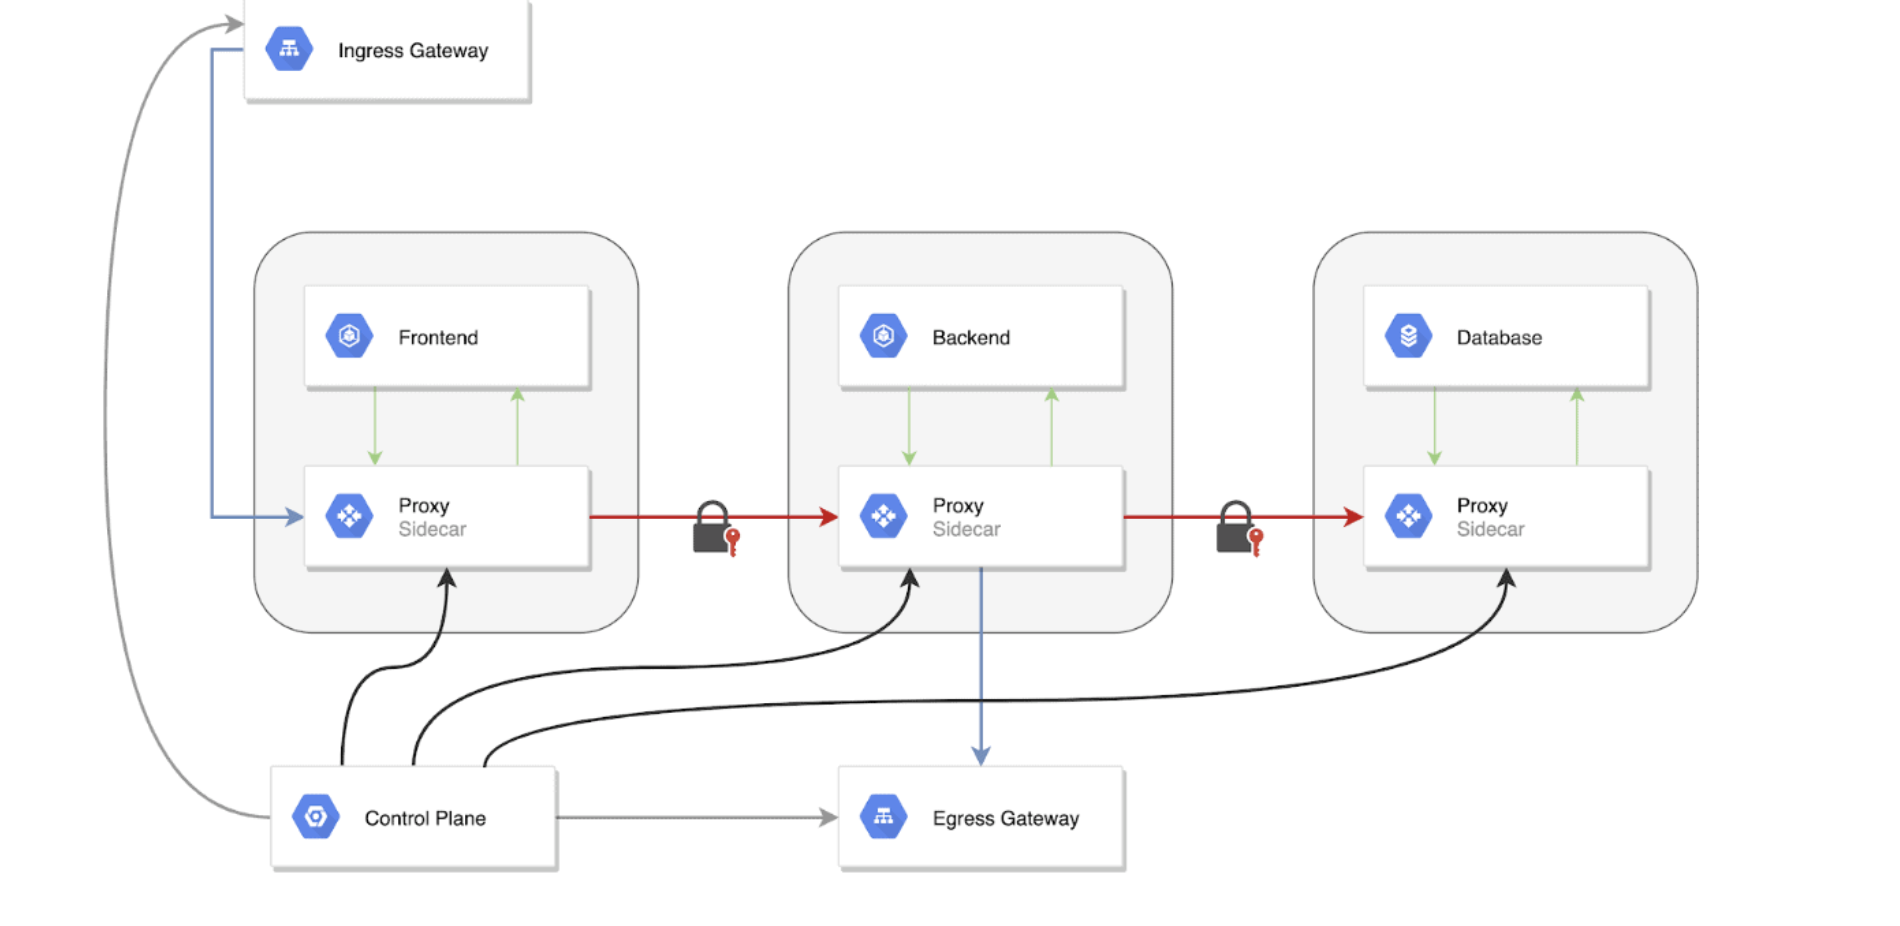 Ingress Gateway
Frontend
Backend
Database
Proxy
Sidecar
Proxy
Sidecar
Proxy
Sidecar
Control Plane
Egress Gateway